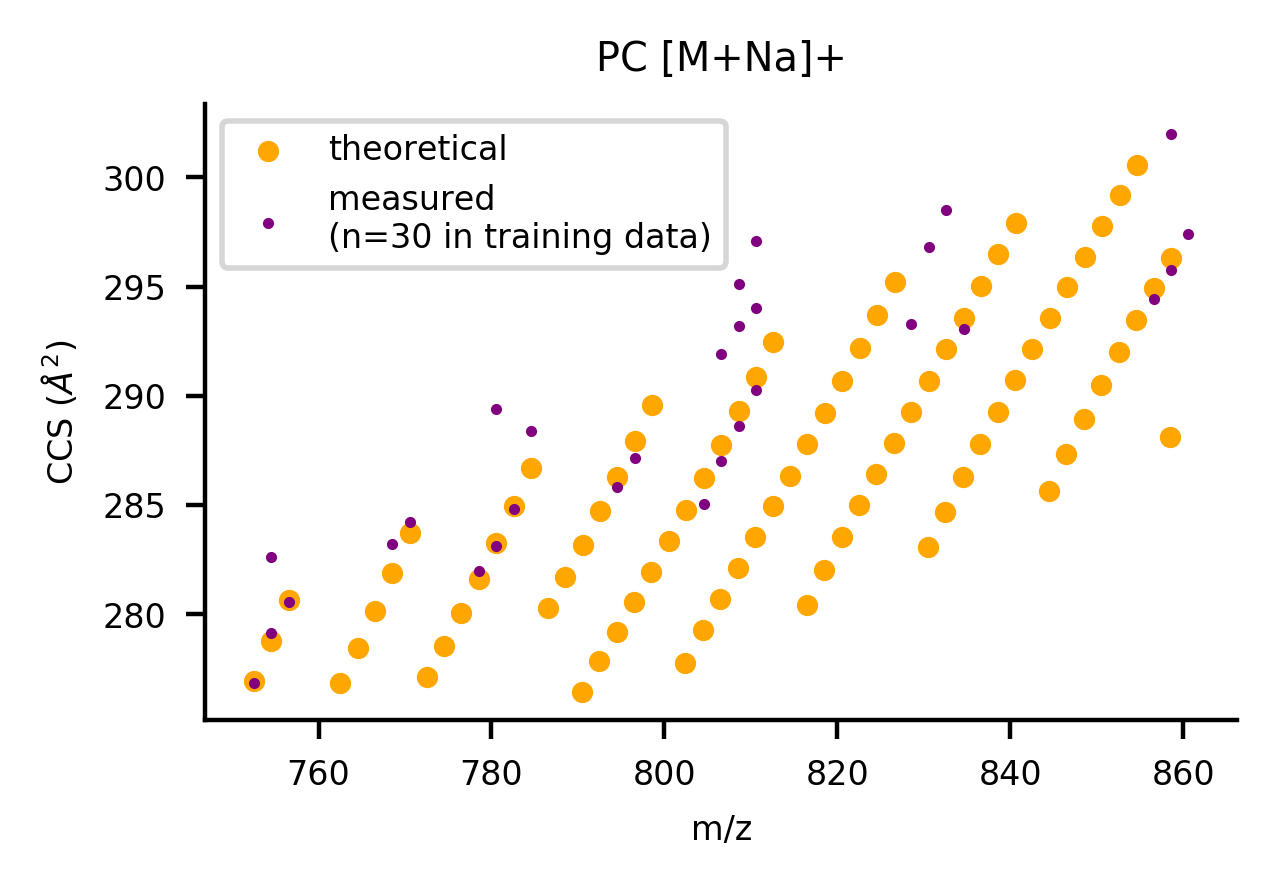 PC [M+Na]+
theoretical
measured
(n=30 in training data)
CCS (Å²)
300
295
290
285
280
760
780
800
820
840
860
m/z